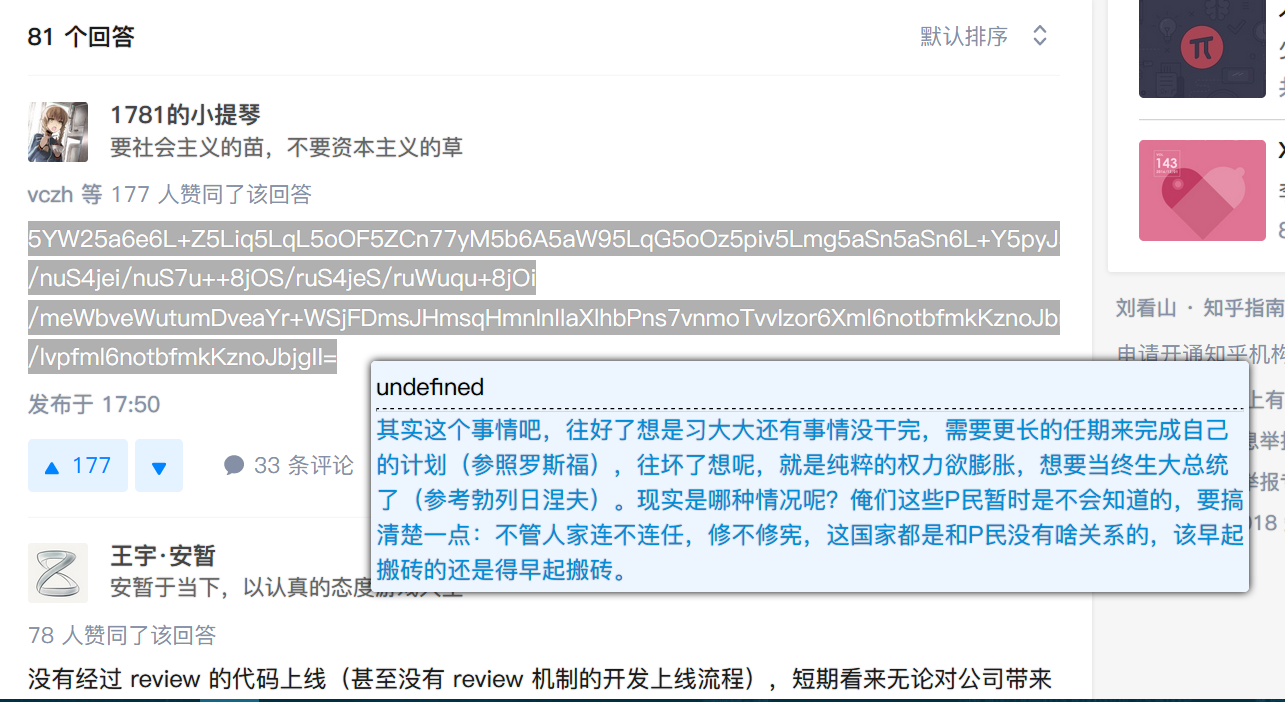 81 个回答
默认排序
1781的小提琴
要社会主义的苗，不要资本主义的草
vczh 等 177 人赞同了该回答
5YW25a6e6L+Z5Liq5LqL5oOF5ZCn77yM5b6A5aW95LqG5oOz5piv5Lmg5aSn5aSn6L+Y5pyJ
/nuS4jei/nuS7u++8jOS/ruS4jeS/ruWuqu+8jOi
/meWbveWutumDveaYr+WSjFDmsJHmsqHmnInllaXlhbPns7vnmoTvvIzor6Xml6notbfmkKznoJb
/lvpfml6notbfmkKznoJbjgII=
发布于 17:50
177
33 条评论
undefined
其实这个事情吧，往好了想是习大大还有事情没干完，需要更长的任期来完成自己
的计划（参照罗斯福），往坏了想呢，就是纯粹的权力欲膨胀，想要当终生大总统
了（参考勃列日涅夫）。现实是哪种情况呢？俺们这些P民暂时是不会知道的，要搞
清楚一点：不管人家连不连任，修不修宪，这国家都是和P民没有啥关系的，该早起
搬砖的还是得早起搬砖。
王宇·安暂
安暂于当下，以认真的态度
78 人赞同了该回答
没有经过 review 的代码上线（甚至没有 review 机制的开发上线流程），短期看来无论对公司带来
143
刘看山 · 知乎指南
申请开通知乎机构